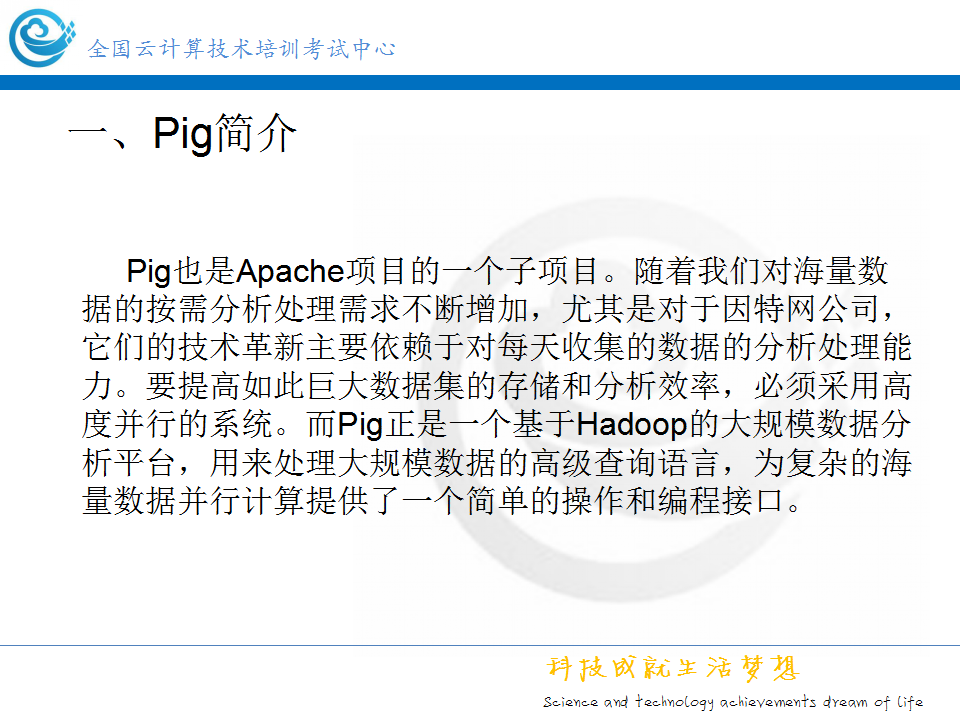 全国云计算技术培训考试中心
一、Pig简介
Pig也是Apache项目的一个子项目。随着我们对海量数
据的按需分析处理需求不断增加，尤其是对于因特网公司，
它们的技术革新主要依赖于对每天收集的数据的分析处理能
力。要提高如此巨大数据集的存储和分析效率，必须采用高
度并行的系统。而Pig正是一个基于Hadoop的大规模数据分
析平台，用来处理大规模数据的高级查询语言，为复杂的海
量数据并行计算提供了一个简单的操作和编程接口。
科技成就生活梦想
Science and technology achievements dream of life